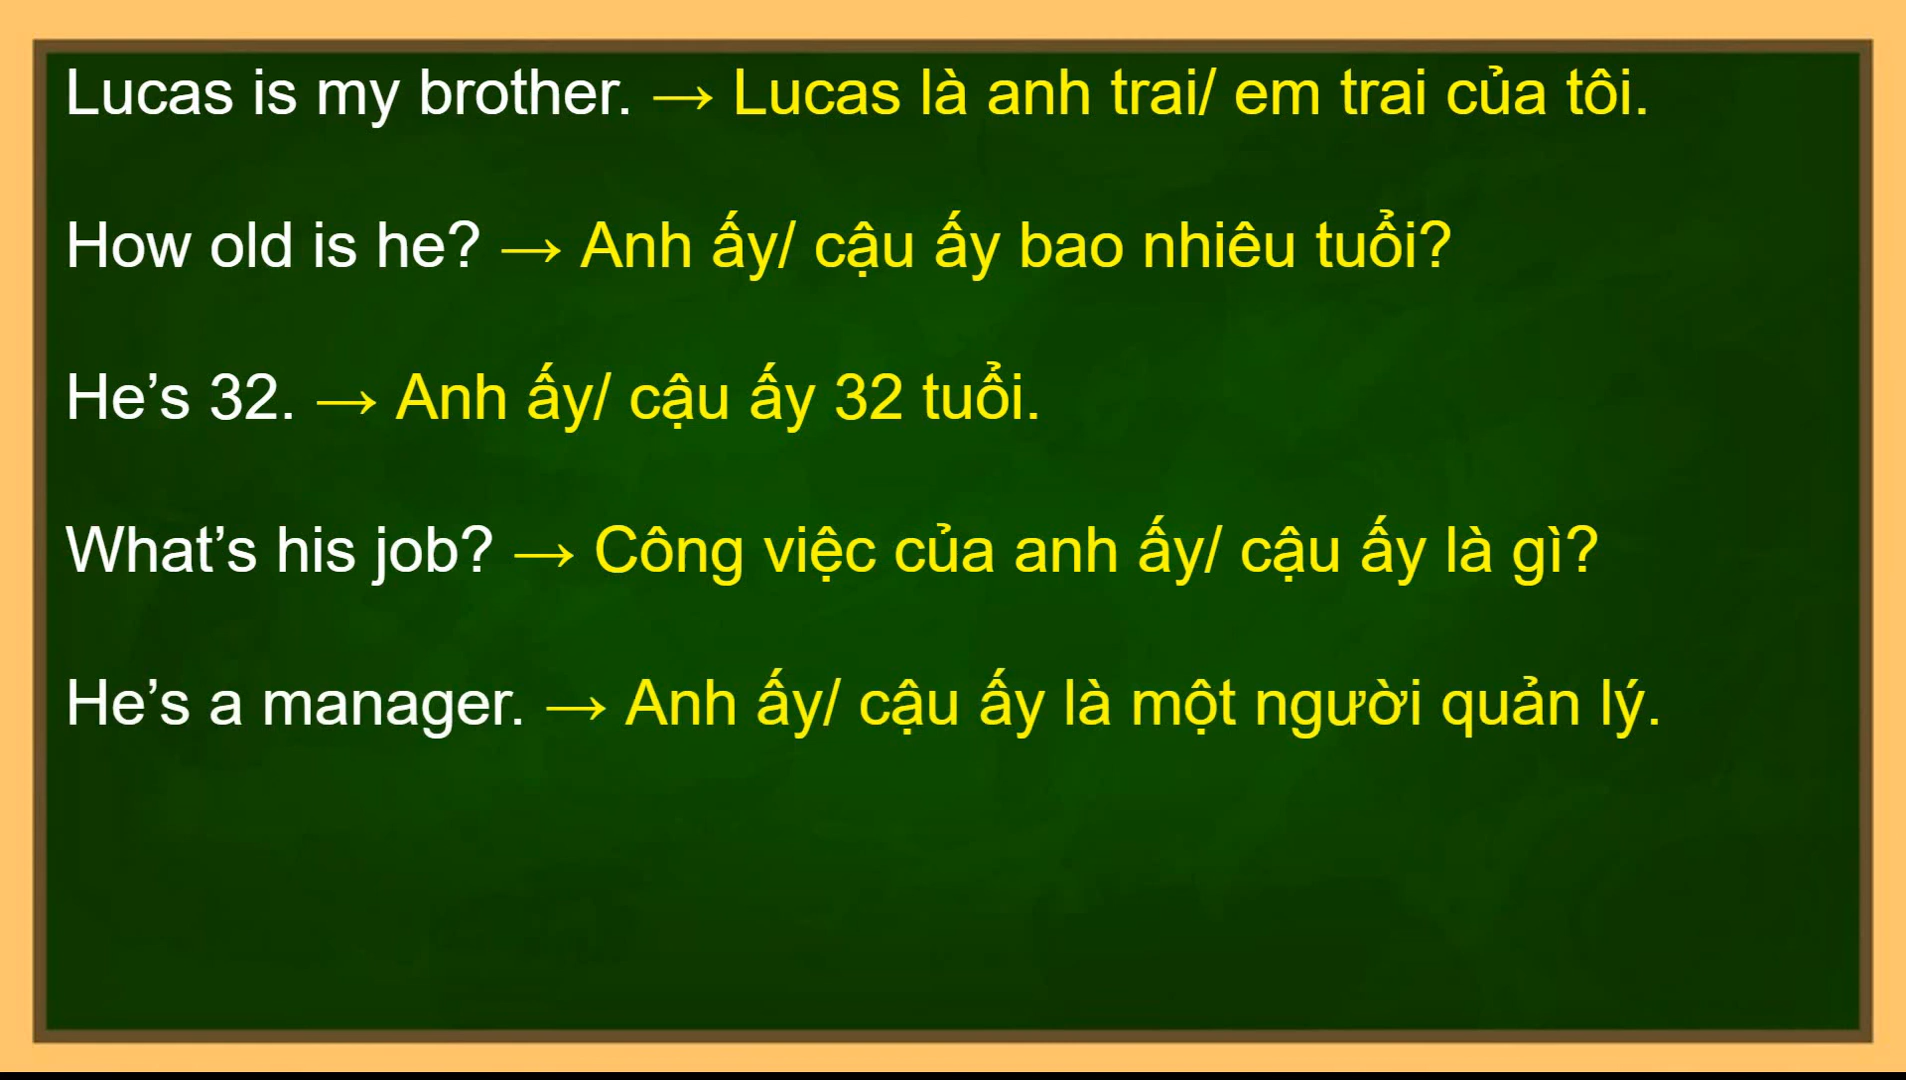 Lucas is my brother. → Lucas là anh trai/ em trai của tôi.
How old is he? → Anh ấy/ cậu ấy bao nhiêu tuổi?
He’s 32. → Anh ấy/ cậu ấy 32 tuổi.
What’s his job? → Công việc của anh ấy/ cậu ấy là gì?
He’s a manager. → Anh ấy/ cậu ấy là một người quản lý.